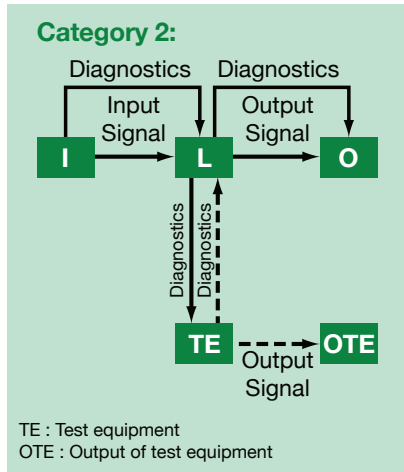 Category 2:
Diagnostics
Diagnostics
Input
Signal
Output
Signal
I
L
O
Diagnostics
Diagnostics
TE
OTE
Output
Signal
TE : Test equipment
OTE : Output of test equipment